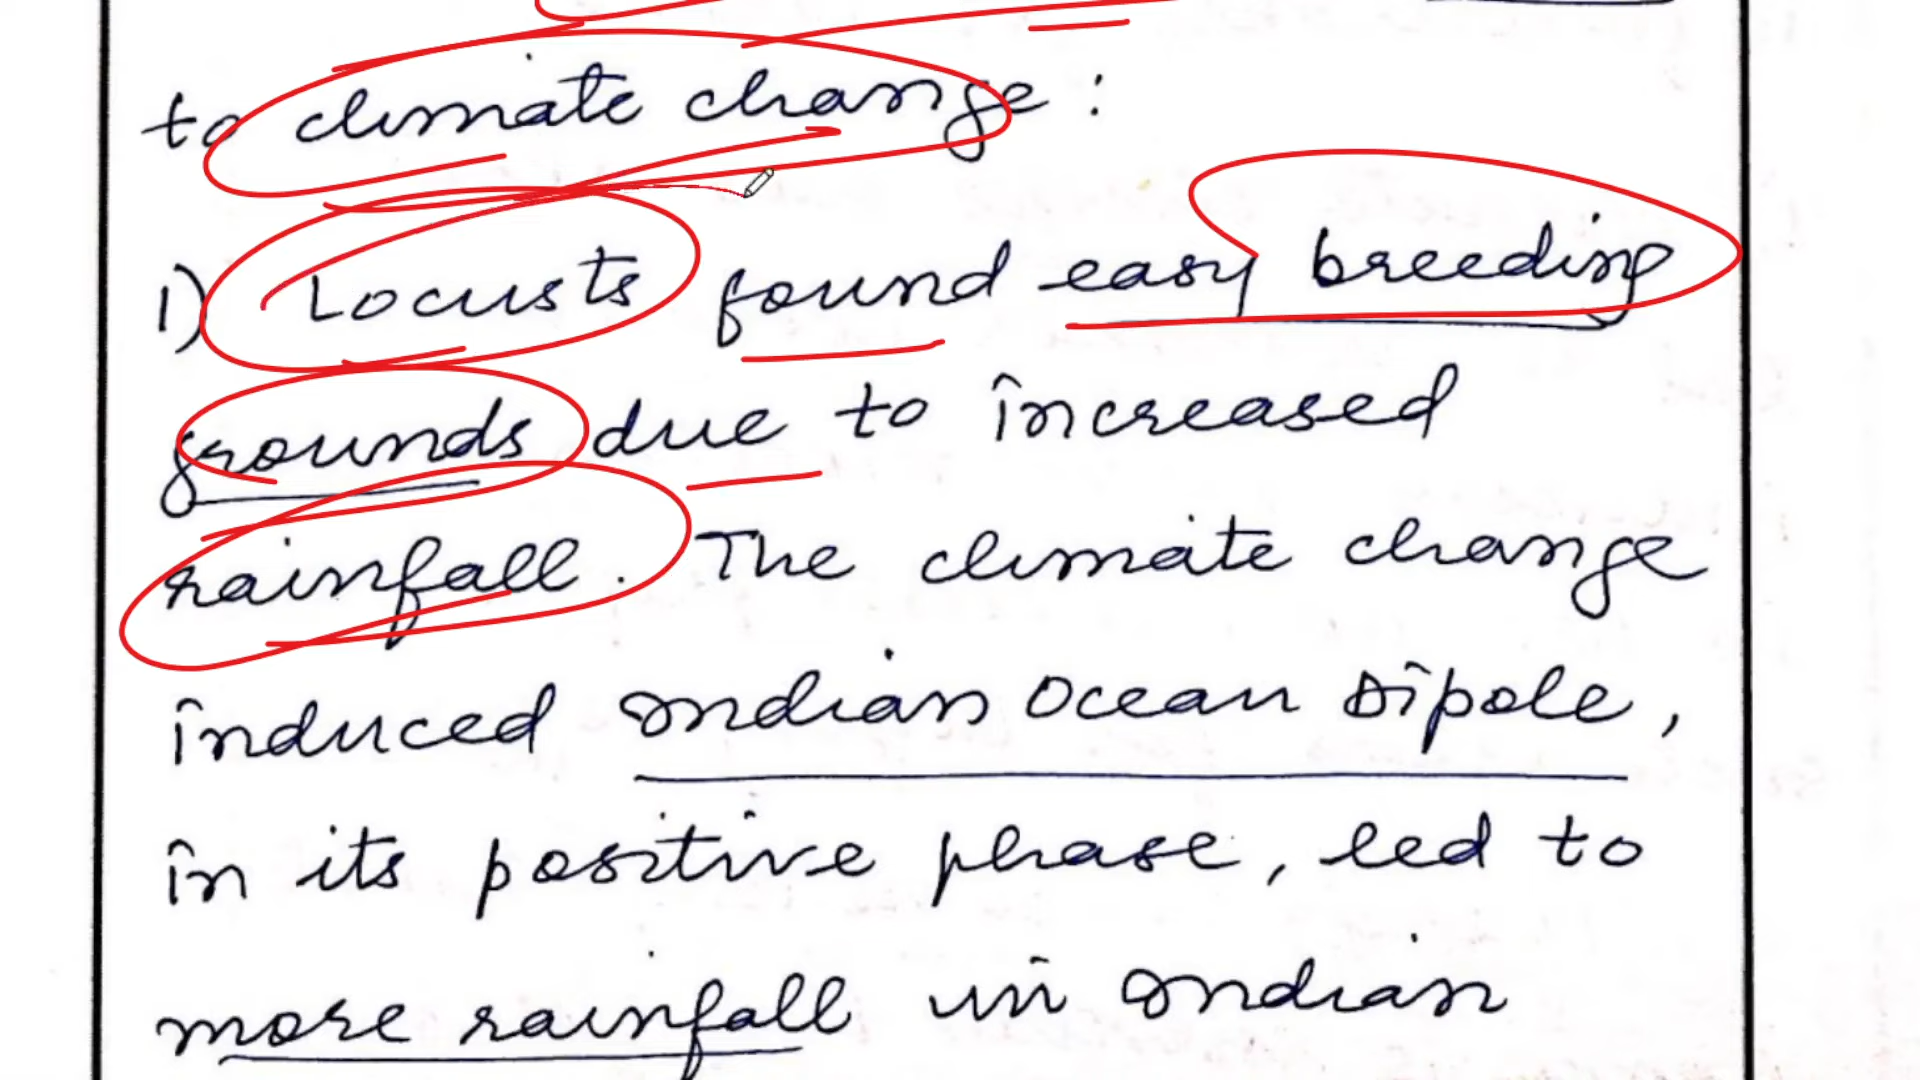 to climate change :
1) Locusts found easy breeding
grounds due to increased
rainfall. The climate change
induced Indian Ocean Dipole,
in its positive phase, led to
more rainfall in Indian